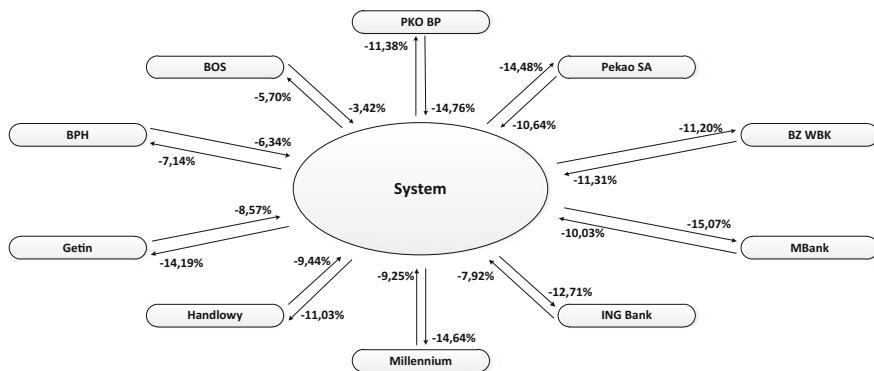 PKO BP
-11,38%
-14,76%
BOS
-5,70%
-3,42%
Pekao SA
-14,48%
-10,64%
BPH
-6,34%
-7,14%
BZ WBK
-11,20%
-11,31%
System
Getin
-8,57%
-14,19%
MBank
-15,07%
-10,03%
Handlowy
-9,44%
-11,03%
Millennium
-9,25%
-14,64%
ING Bank
-7,92%
-12,71%